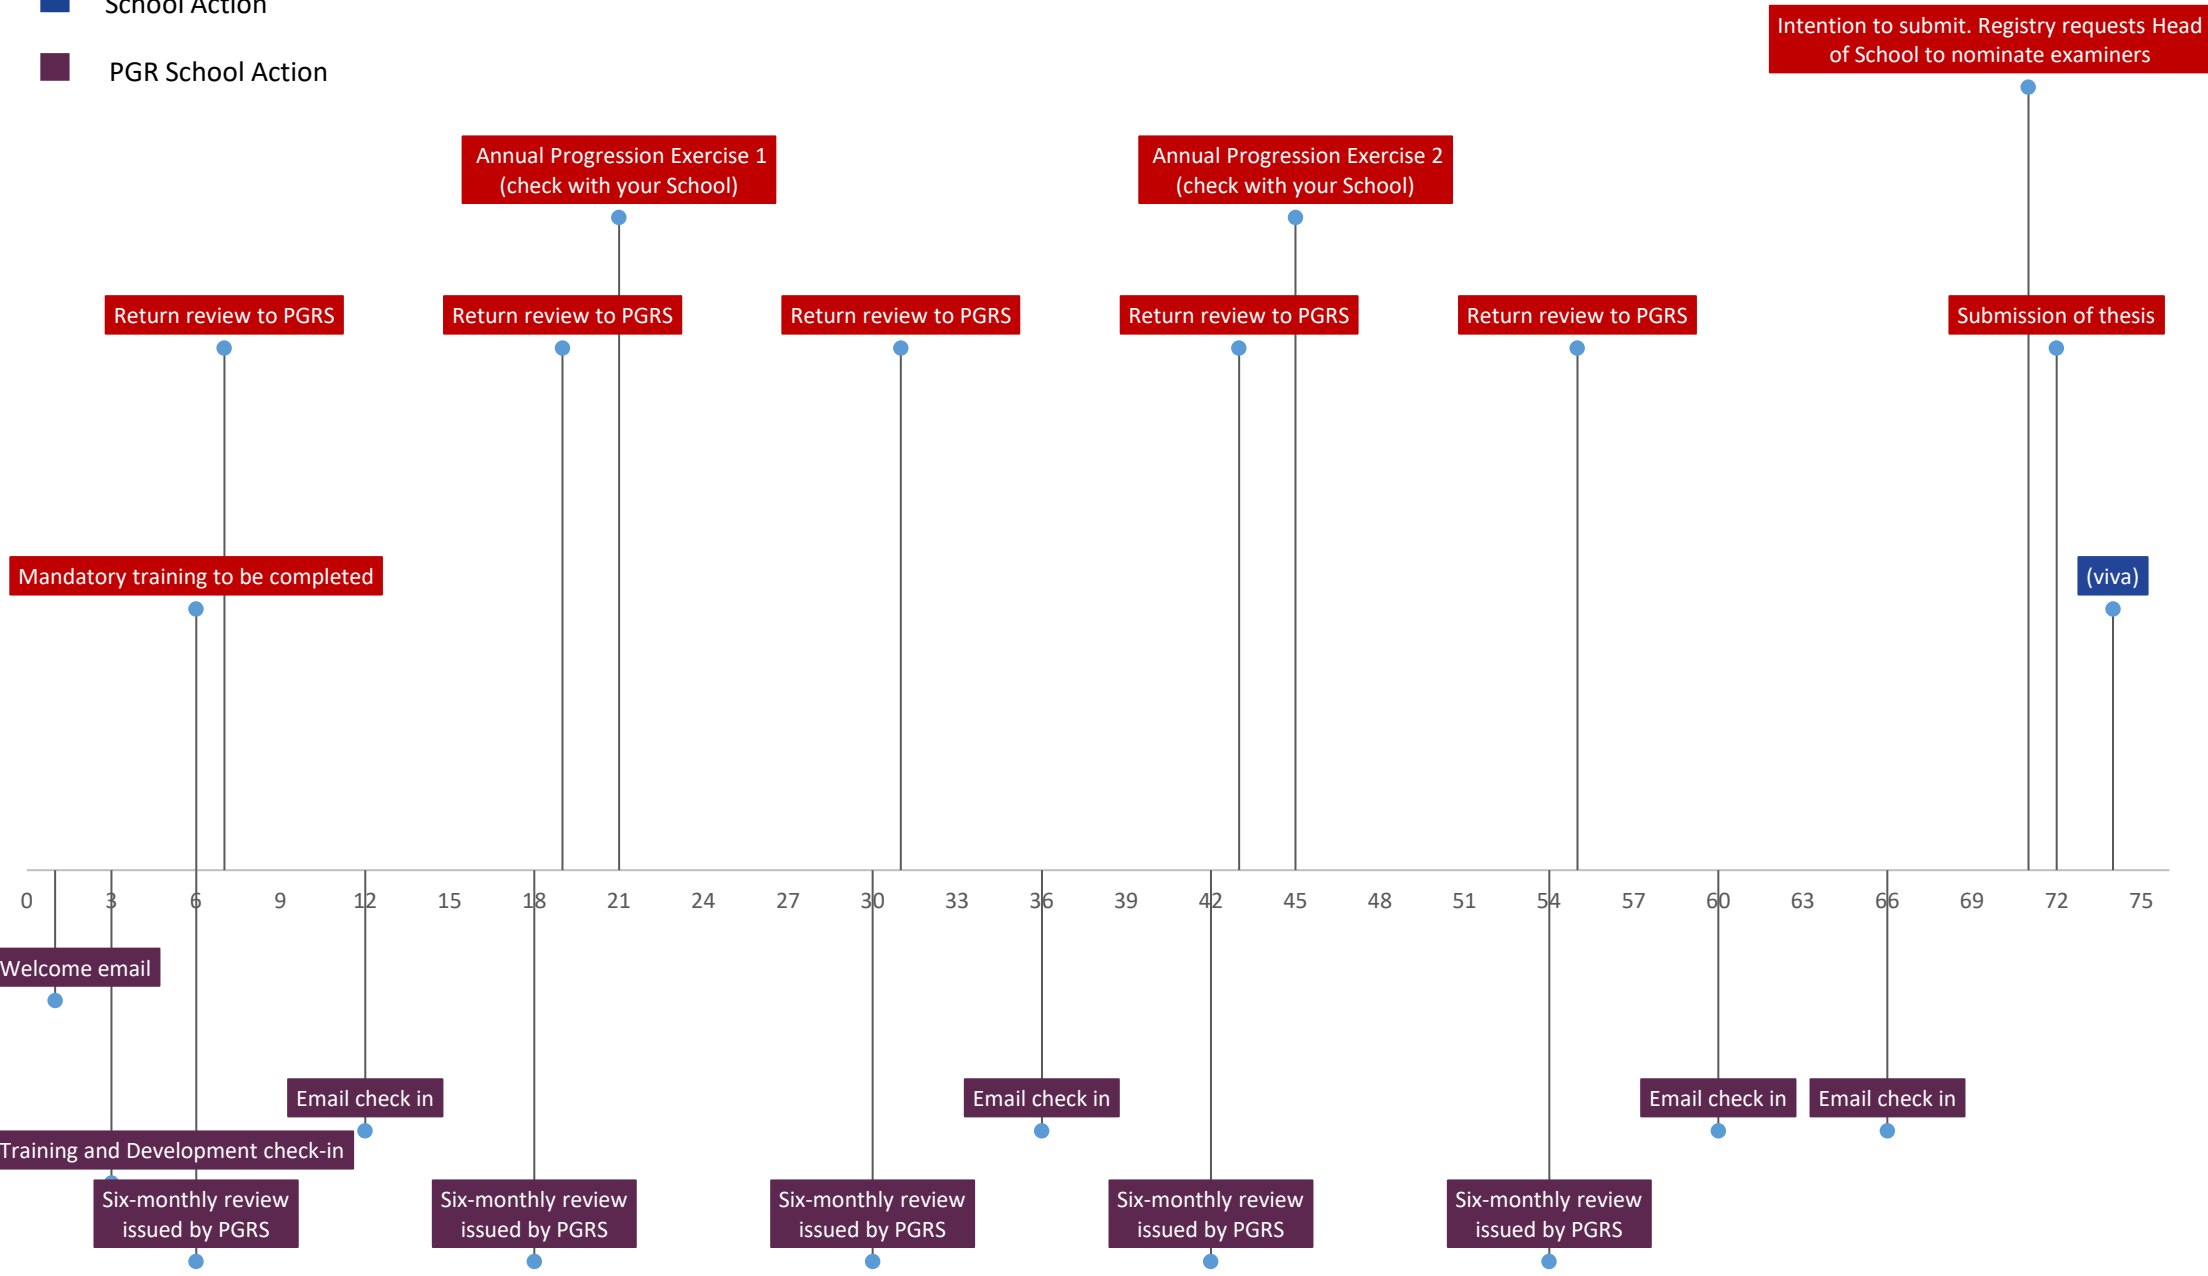 School Action
PGR School Action
Intention to submit. Registry requests Head
of School to nominate examiners
Annual Progression Exercise 1
(check with your School)
Annual Progression Exercise 2
(check with your School)
Return review to PGRS
Return review to PGRS
Return review to PGRS
Return review to PGRS
Return review to PGRS
Submission of thesis
Mandatory training to be completed
(viva)
0 3 6 9 12 15 18 21 24 27 30 33 36 39 42 45 48 51 54 57 60 63 66 69 72 75
Welcome email
Email check in
Email check in
Email check in
Email check in
Training and Development check-in
Six-monthly review
issued by PGRS
Six-monthly review
issued by PGRS
Six-monthly review
issued by PGRS
Six-monthly review
issued by PGRS
Six-monthly review
issued by PGRS